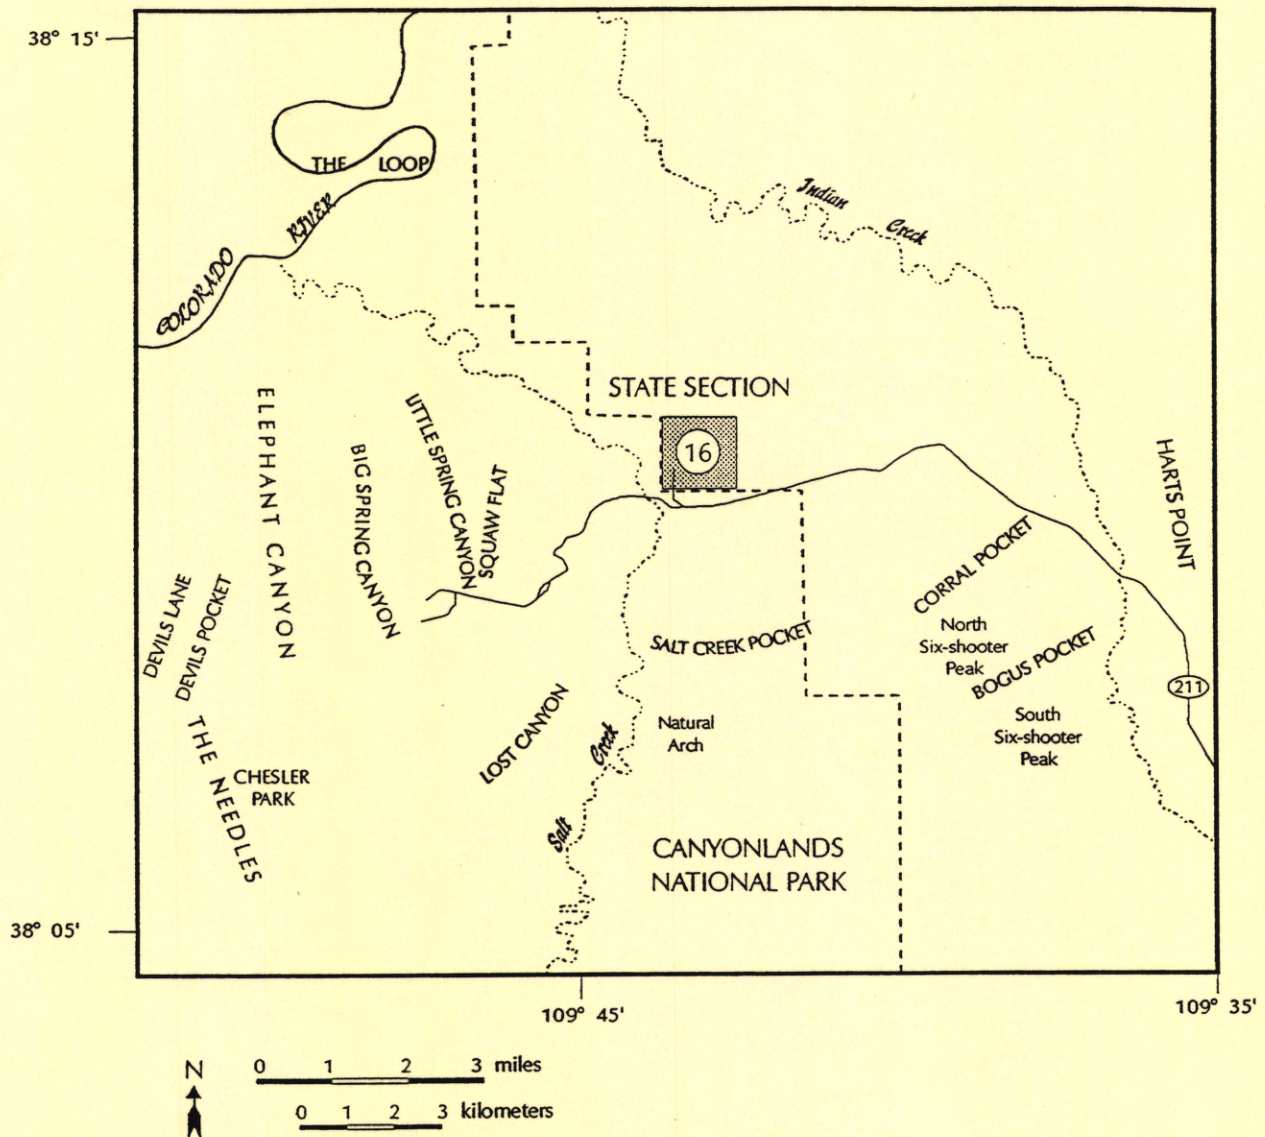 38° 15'
THE LOOP
COLORADO RIVER
Indian Creek
STATE SECTION
16
ELEPHANT CANYON
BIG SPRING CANYON
LITTLE SPRING CANYON
SQUAW FLAT
HARTS POINT
CORRAL POCKET
DEVILS LANE
DEVILS POCKET
North
Six-shooter
Peak
SALT CREEK POCKET
BOGUS POCKET
211
LOST CANYON
Natural
Arch
South
Six-shooter
Peak
THE NEEDLES
CHESLER
PARK
Salt Creek
CANYONLANDS
NATIONAL PARK
38° 05'
109° 45'
109° 35'
N
0 1 2 3 miles
0 1 2 3 kilometers